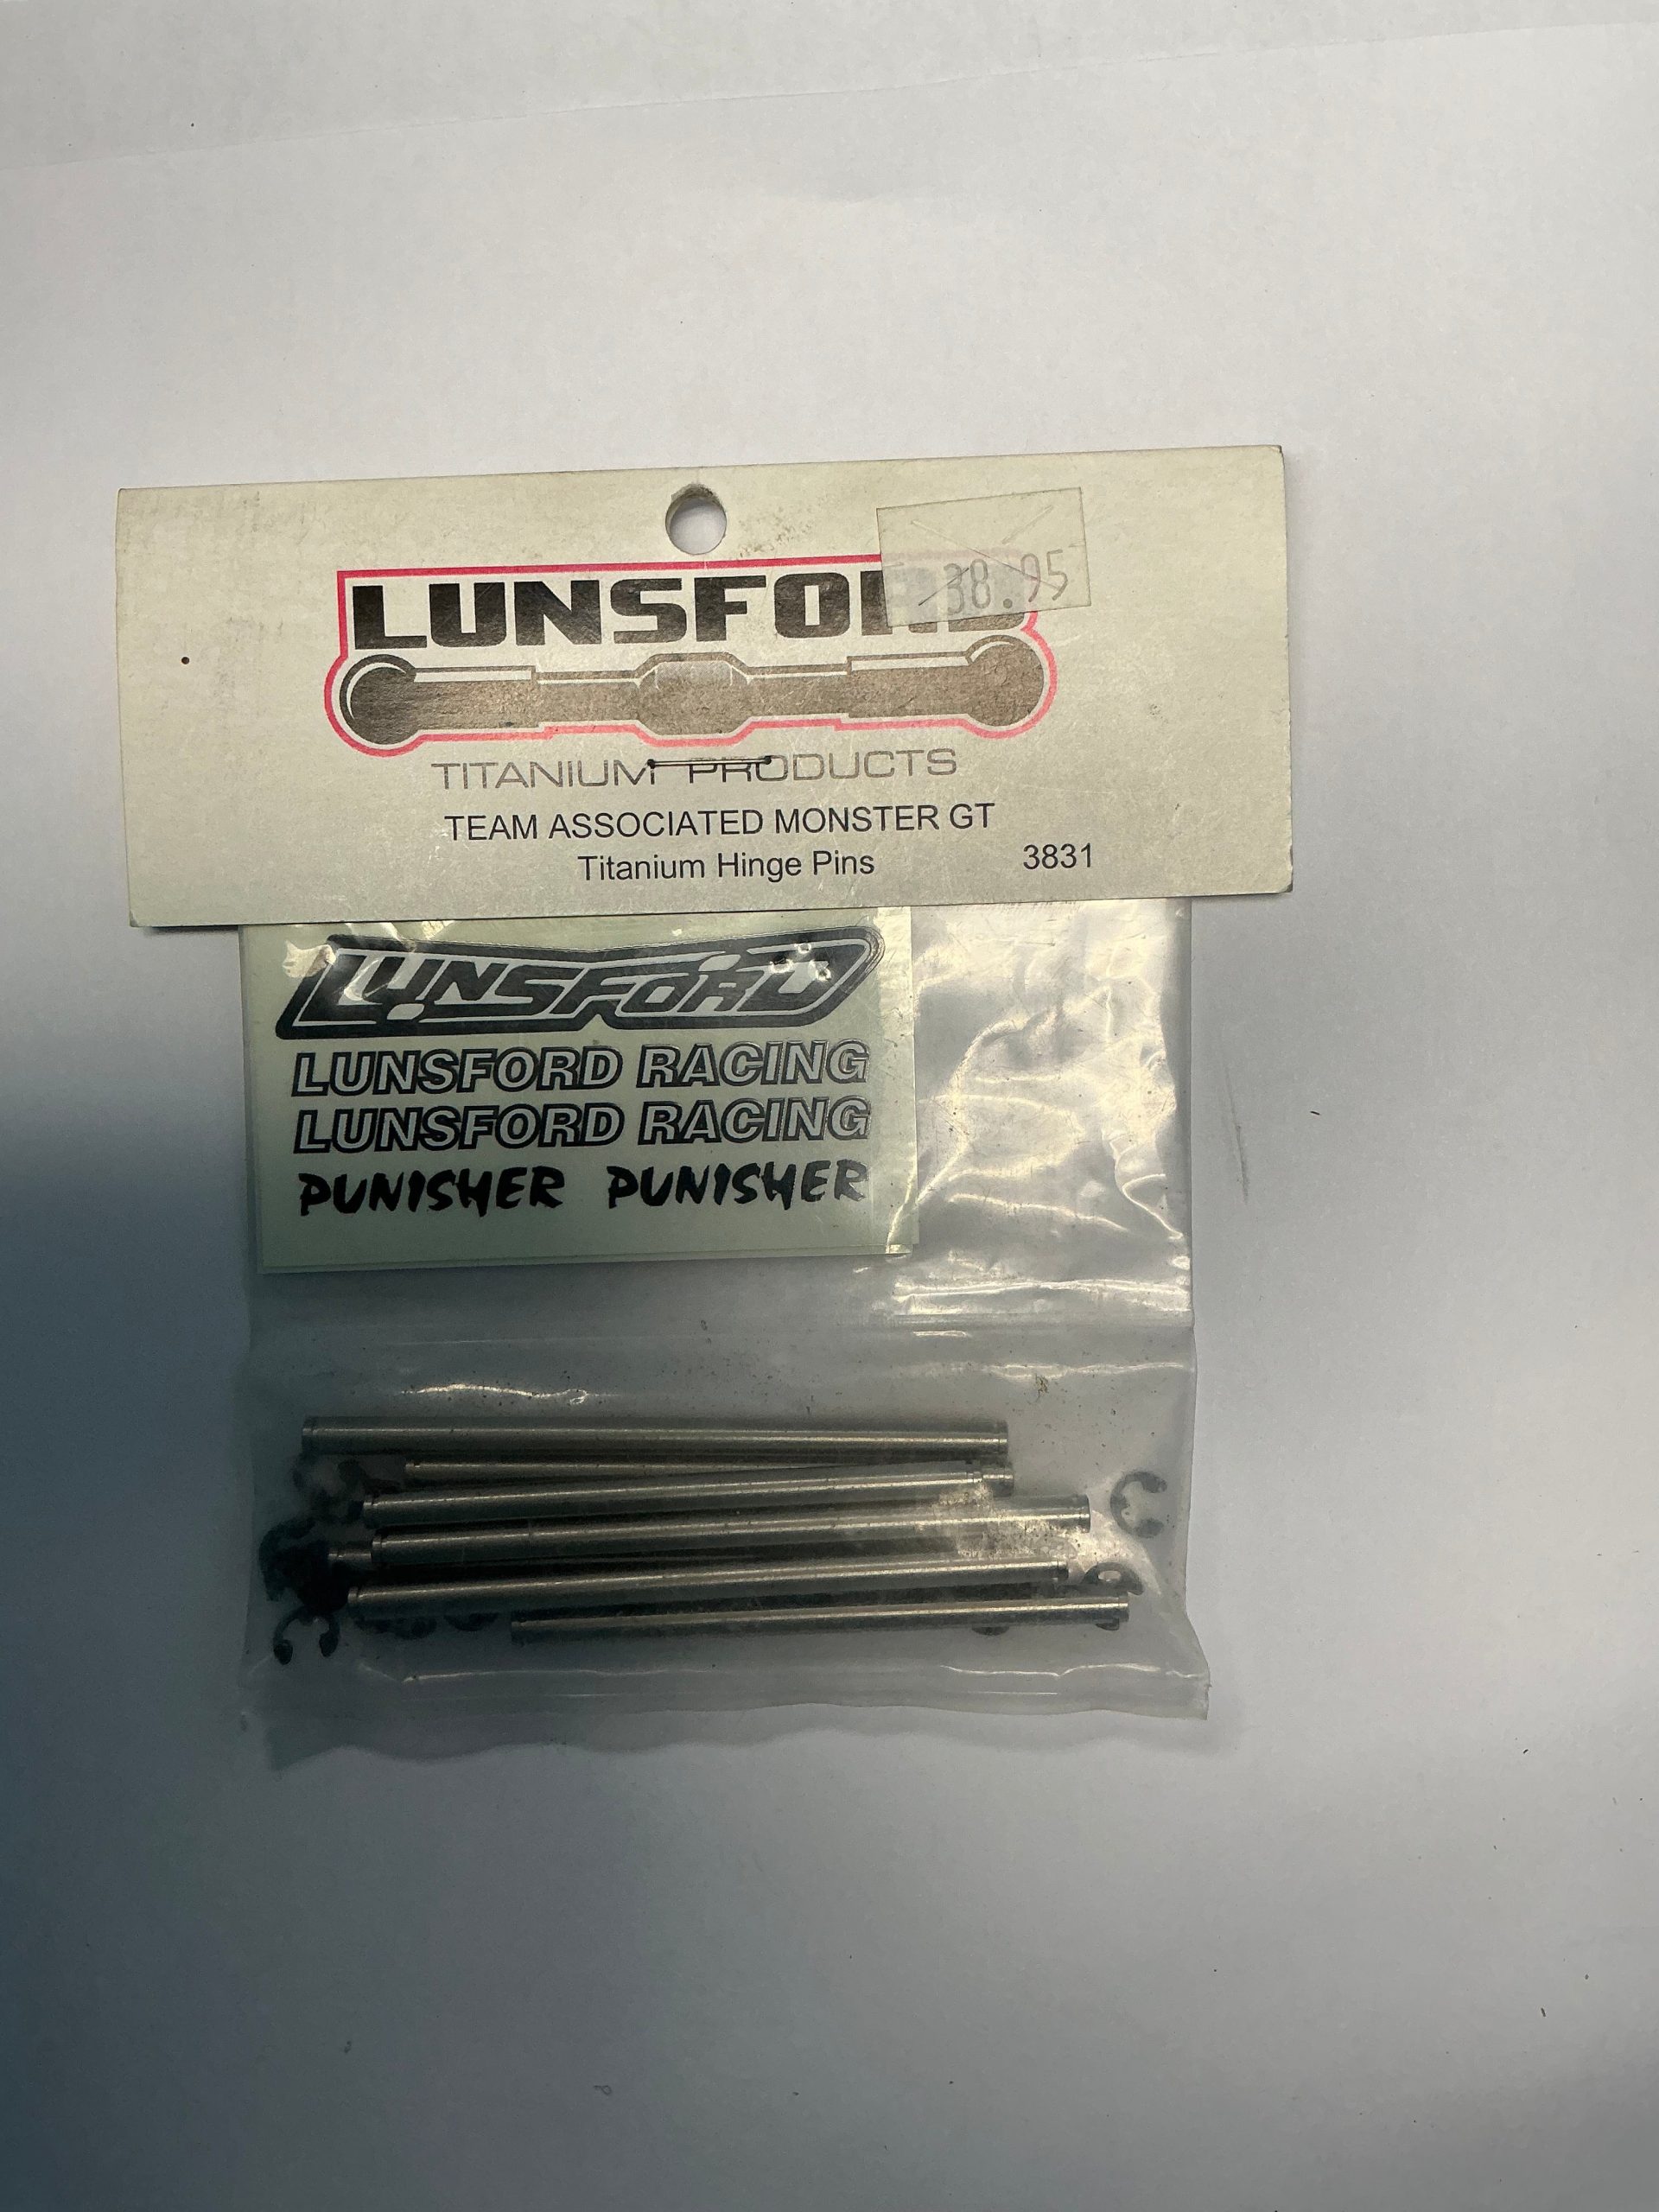 38.95
LUNSFORD
TITANIUM PRODUCTS
TEAM ASSOCIATED MONSTER GT
Titanium Hinge Pins 3831
LUNSFORD
LUNSFORD RACING
LUNSFORD RACING
PUNISHER PUNISHER